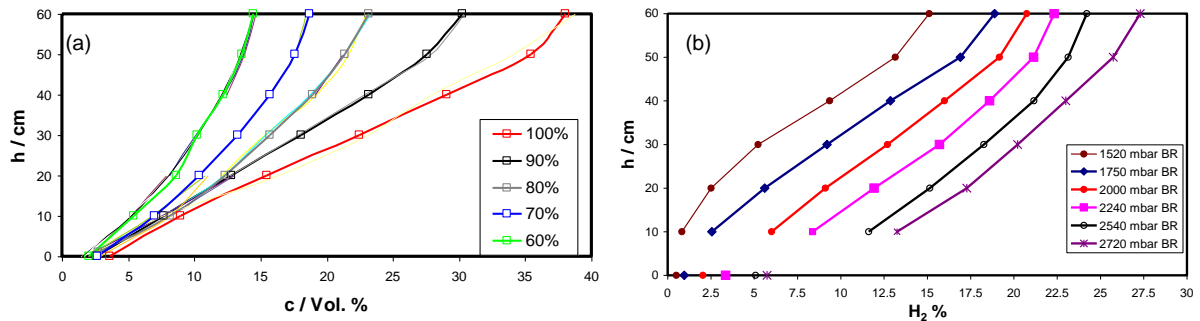 (a)
h / cm
60
50
40
30
20
10
0
0 5 10 15 20 25 30 35 40
c / Vol. %
100%
90%
80%
70%
60%
(b)
h / cm
60
50
40
30
20
10
0
0 2.5 5 7.5 10 12.5 15 17.5 20 22.5 25 27.5 30
H2 %
1520 mbar BR
1750 mbar BR
2000 mbar BR
2240 mbar BR
2540 mbar BR
2720 mbar BR